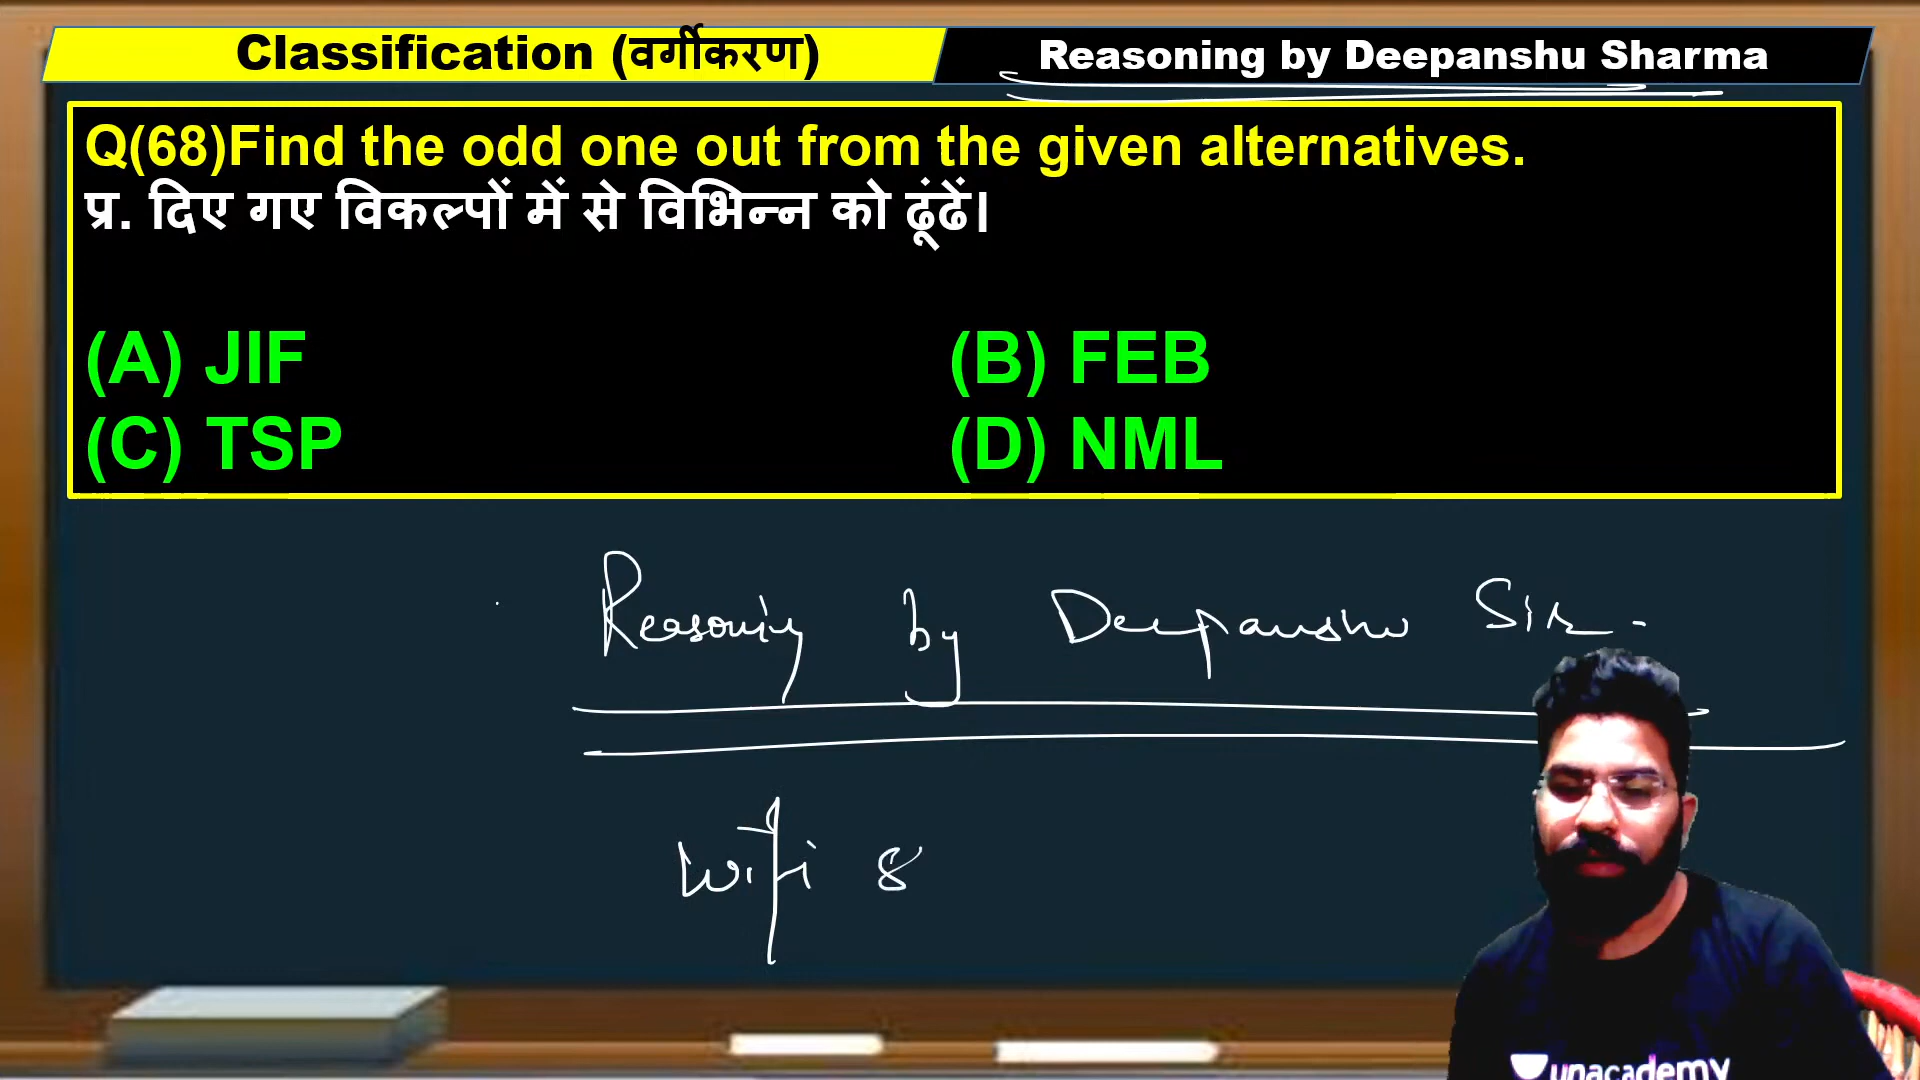 Classification (वर्गीकरण)
Reasoning by Deepanshu Sharma
Q(68)Find the odd one out from the given alternatives.
प्र. दिए गए विकल्पों में से विभिन्न को ढूंढें।
(A) JIF
(B) FEB
(C) TSP
(D) NML
Reasoning by Deepanshu Sir.
Wifi 8
unacademy